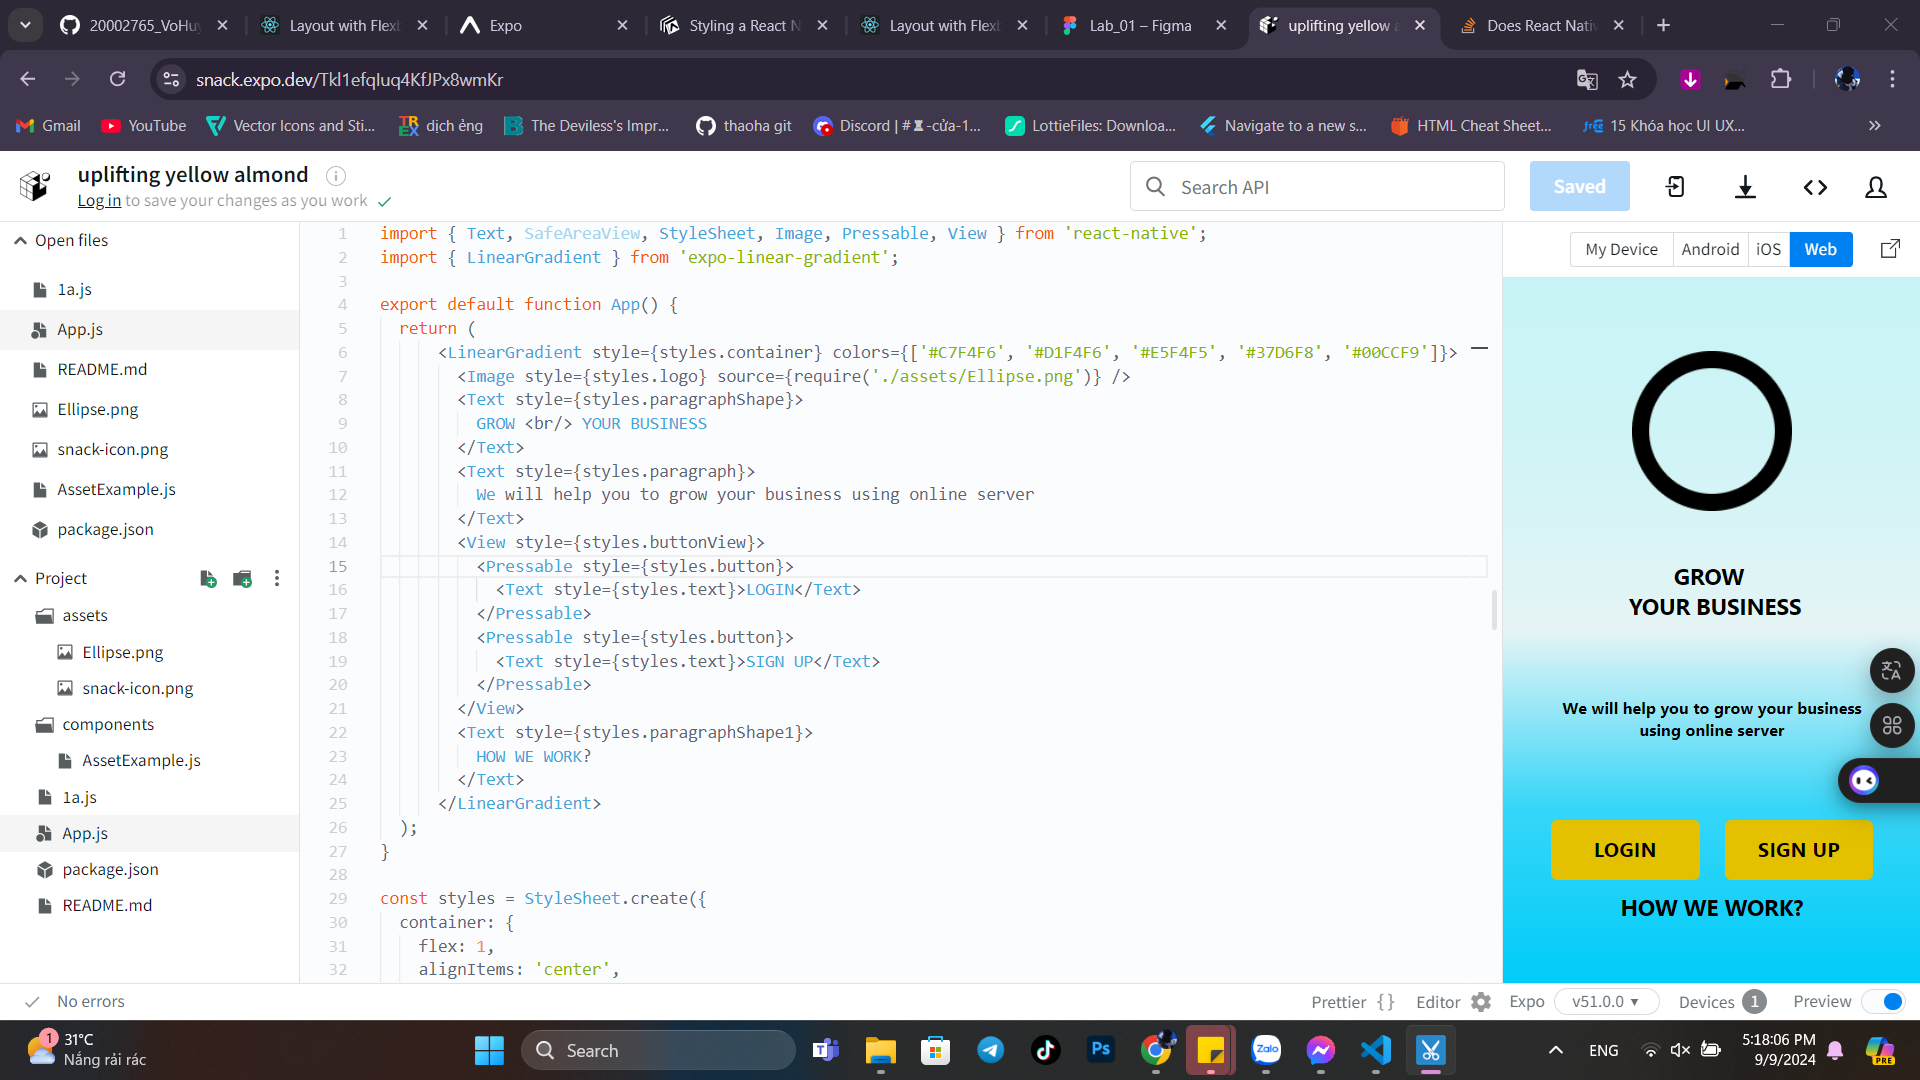 20002765_VoHuy
Layout with Flexb
Expo
Styling a React N
Layout with Flexb
Lab_01 – Figma
uplifting yellow a
Does React Nativ
snack.expo.dev/Tkl1efqIuq4KfJPx8wmKr
Gmail
YouTube
Vector Icons and Sti...
dịch ẻng
The Deviless's Impr...
thaoha git
Discord | #♜-cửa-1...
LottieFiles: Downloa...
Navigate to a new s...
HTML Cheat Sheet...
15 Khóa học UI UX...
uplifting yellow almond
Log in to save your changes as you work
Search API
Saved
Open files
1a.js
App.js
README.md
Ellipse.png
snack-icon.png
AssetExample.js
package.json
Project
assets
Ellipse.png
snack-icon.png
components
AssetExample.js
1a.js
App.js
package.json
README.md
1 import { Text, SafeAreaView, StyleSheet, Image, Pressable, View } from 'react-native';
2 import { LinearGradient } from 'expo-linear-gradient';
3
4 export default function App() {
5 return (
6 <LinearGradient style={styles.container} colors={['#C7F4F6', '#D1F4F6', '#E5F4F5', '#37D6F8', '#00CCF9']}>
7 <Image style={styles.logo} source={require('./assets/Ellipse.png')} />
8 <Text style={styles.paragraphShape}>
9 GROW <br/> YOUR BUSINESS
10 </Text>
11 <Text style={styles.paragraph}>
12 We will help you to grow your business using online server
13 </Text>
14 <View style={styles.buttonView}>
15 <Pressable style={styles.button}>
16 <Text style={styles.text}>LOGIN</Text>
17 </Pressable>
18 <Pressable style={styles.button}>
19 <Text style={styles.text}>SIGN UP</Text>
20 </Pressable>
21 </View>
22 <Text style={styles.paragraphShape1}>
23 HOW WE WORK?
24 </Text>
25 </LinearGradient>
26 );
27 }
28
29 const styles = StyleSheet.create({
30 container: {
31 flex: 1,
32 alignItems: 'center',
My Device
Android
iOS
Web
GROW
YOUR BUSINESS
We will help you to grow your business
using online server
LOGIN
SIGN UP
HOW WE WORK?
No errors
Prettier {}
Editor
Expo
v51.0.0
Devices 1
Preview
1
31°C
Nắng rải rác
Search
Ps
Zalo
ENG
5:18:06 PM
9/9/2024
PRE